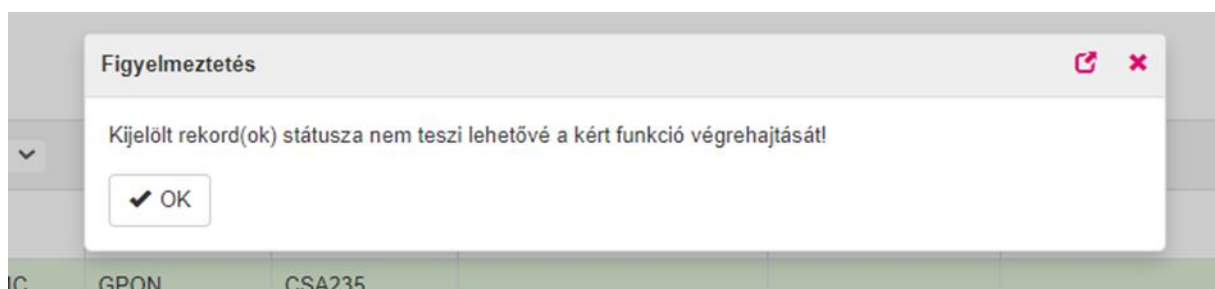 Figyelmeztetés
Kijelölt rekord(ok) státusza nem teszi lehetővé a kért funkció végrehajtását!
OK
GPON CSA235